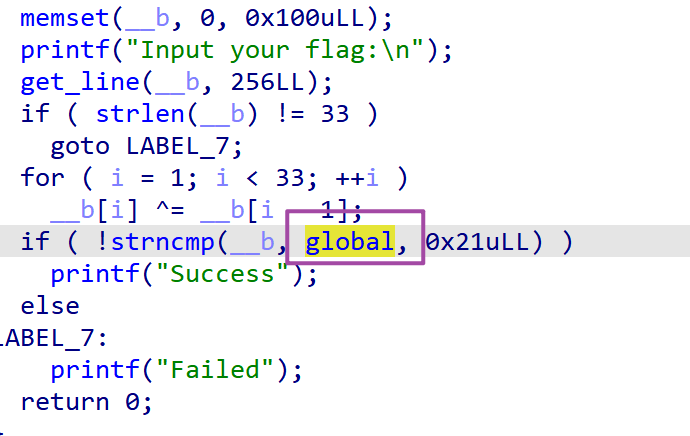 memset(__b, 0, 0x100uLL);
printf("Input your flag:\n");
get_line(__b, 256LL);
if ( strlen(__b) != 33 )
goto LABEL_7;
for ( i = 1; i < 33; ++i )
__b[i] ^= __b[i 1];
if ( !strncmp(__b, global, 0x21uLL) )
printf("Success");
else
LABEL_7:
printf("Failed");
return 0;